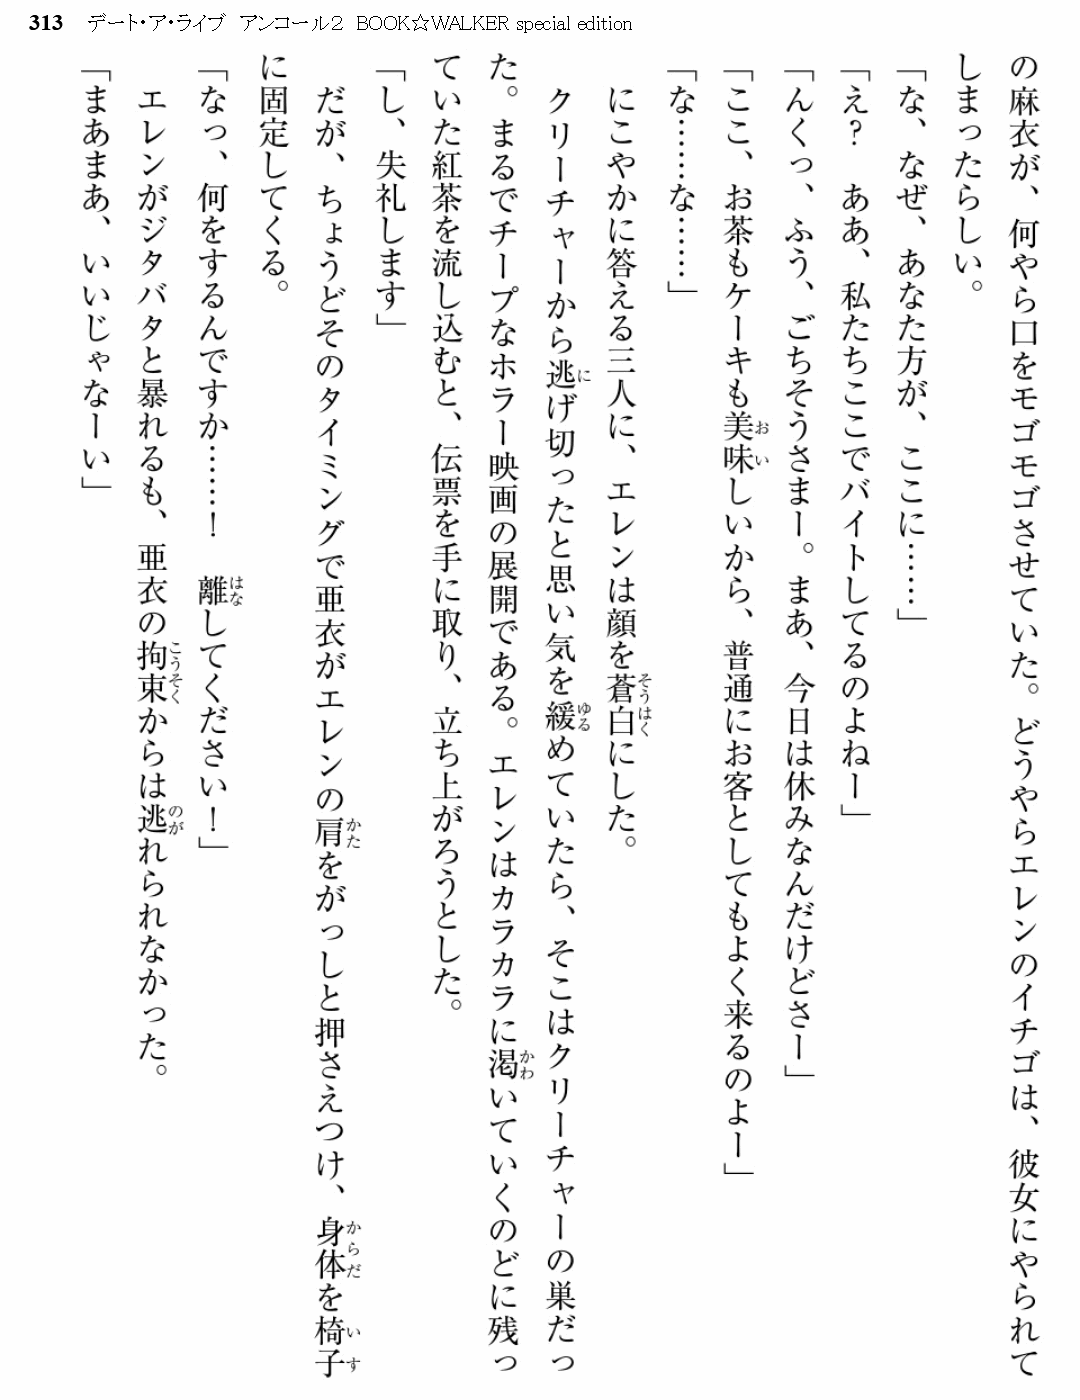 313 デート・ア・ライブ アンコール2 BOOK☆WALKER special edition
の麻衣が、何やら口をモゴモゴさせていた。どうやらエレンのイチゴは、彼女にやられて
しまったらしい。
「な、なぜ、あなた方が、ここに……」
「え？　ああ、私たちここでバイトしてるのよねー」
「んくっ、ふう、ごちそうさまー。まあ、今日は休みなんだけどさー」
「ここ、お茶もケーキも美味しいから、普通にお客としてもよく来るのよー」
「な……な……」
　にこやかに答える三人に、エレンは顔を蒼白にした。
　クリーチャーから逃げ切ったと思い気を緩めていたら、そこはクリーチャーの巣だっ
た。まるでチープなホラー映画の展開である。エレンはカラカラに渇いていくのどに残っ
ていた紅茶を流し込むと、伝票を手に取り、立ち上がろうとした。
「し、失礼します」
　だが、ちょうどそのタイミングで亜衣がエレンの肩をがっしと押さえつけ、身体を椅子
に固定してくる。
「なっ、何をするんですか……！　離してください！」
　エレンがジタバタと暴れるも、亜衣の拘束からは逃れられなかった。
「まあまあ、いいじゃなーい」